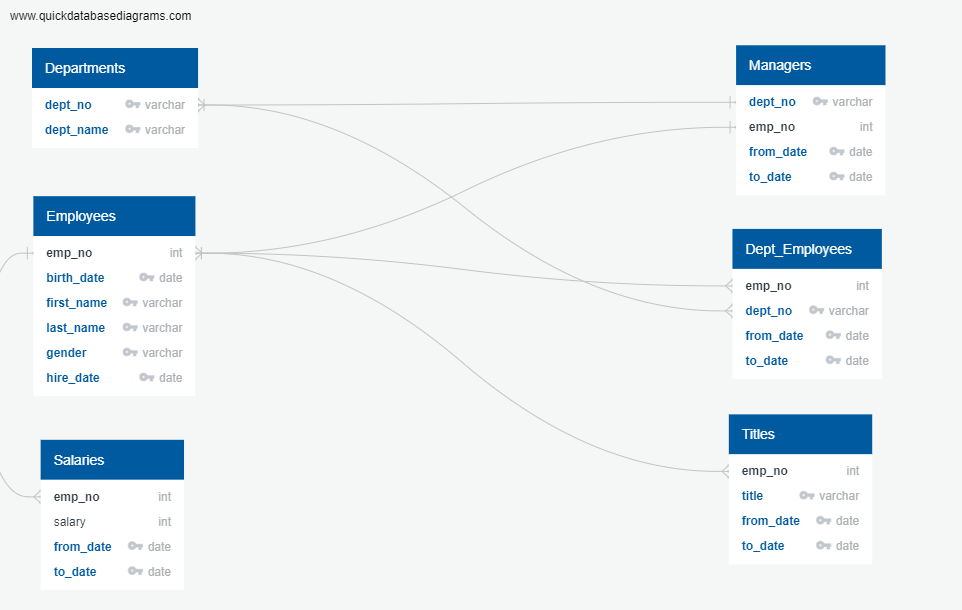 www.quickdatabasediagrams.com
Departments
dept_no varchar
dept_name varchar
Employees
emp_no int
birth_date date
first_name varchar
last_name varchar
gender varchar
hire_date date
Salaries
emp_no int
salary int
from_date date
to_date date
Managers
dept_no varchar
emp_no int
from_date date
to_date date
Dept_Employees
emp_no int
dept_no varchar
from_date date
to_date date
Titles
emp_no int
title varchar
from_date date
to_date date